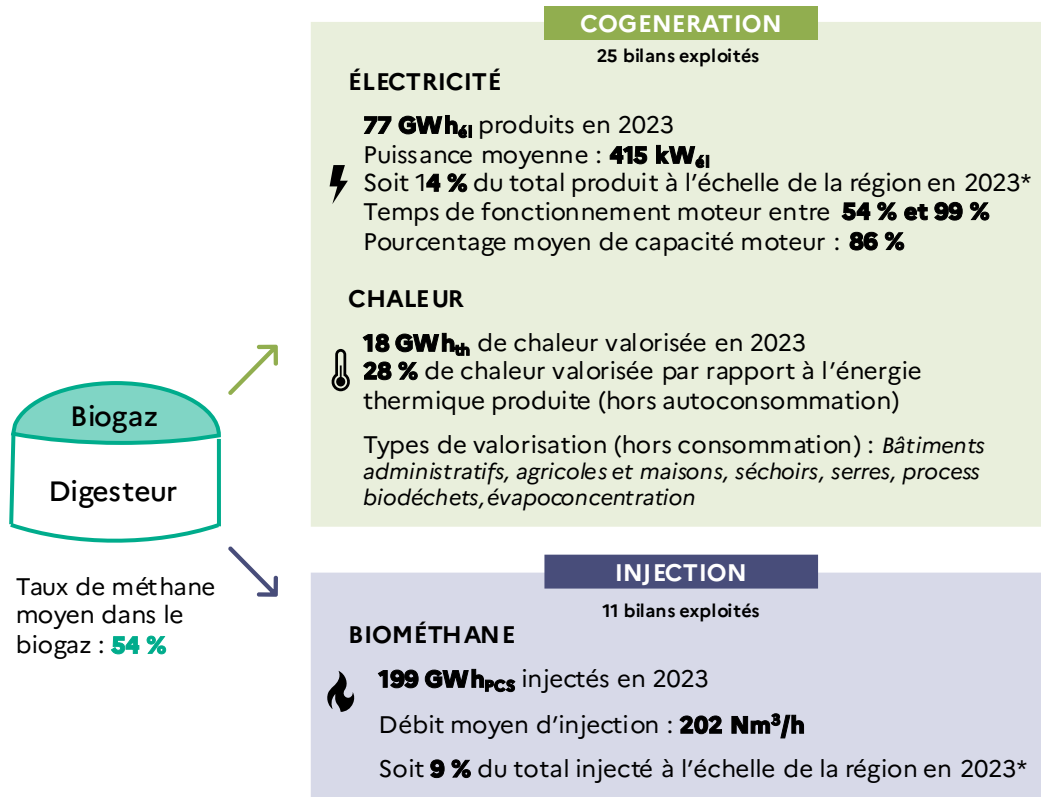 COGENERATION
25 bilans exploités
ÉLECTRICITÉ
77 GWhél produits en 2023
Puissance moyenne : 415 kWél
Soit 14 % du total produit à l’échelle de la région en 2023*
Temps de fonctionnement moteur entre 54 % et 99 %
Pourcentage moyen de capacité moteur : 86 %
CHALEUR
18 GWhth de chaleur valorisée en 2023
28 % de chaleur valorisée par rapport à l’énergie
thermique produite (hors autoconsommation)
Types de valorisation (hors consommation) : Bâtiments
administratifs, agricoles et maisons, séchoirs, serres, process
biodéchets, évapoconcentration
Biogaz
Digesteur
Taux de méthane
moyen dans le
biogaz : 54 %
INJECTION
11 bilans exploités
BIOMÉTHANE
199 GWhPCS injectés en 2023
Débit moyen d’injection : 202 Nm³/h
Soit 9 % du total injecté à l’échelle de la région en 2023*